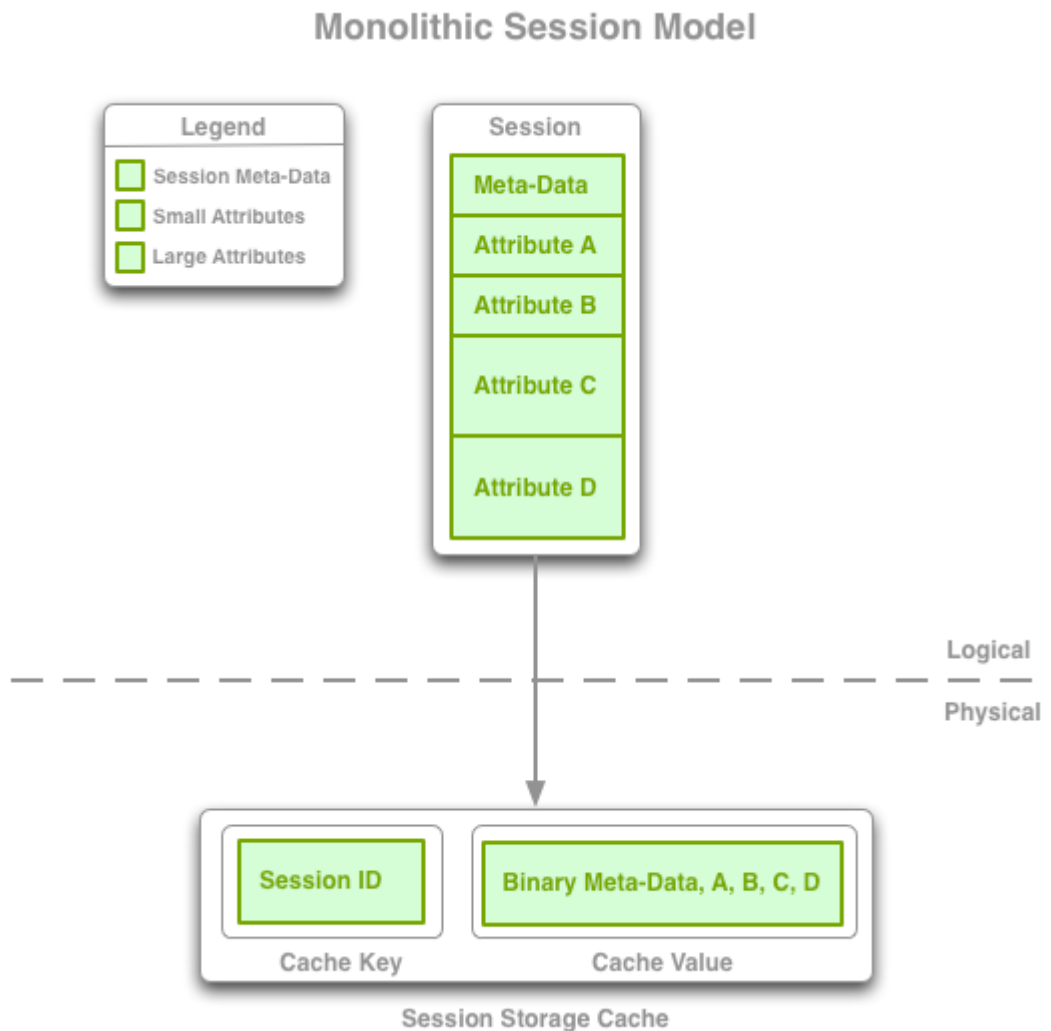 Monolithic Session Model
Legend
Session Meta-Data
Small Attributes
Large Attributes
Session
Meta-Data
Attribute A
Attribute B
Attribute C
Attribute D
Logical
Physical
Session ID
Binary Meta-Data, A, B, C, D
Cache Key
Cache Value
Session Storage Cache